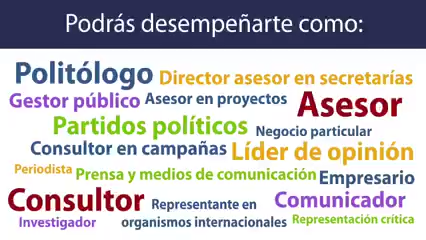 Podrás desempeñarte como:
Politólogo Director asesor en secretarías
Gestor público Asesor en proyectos Asesor
Partidos políticos Negocio particular
Consultor en campañas Líder de opinión
Periodista Prensa y medios de comunicación Empresario
Consultor Representante en Comunicador
Investigador organismos internacionales Representación crítica